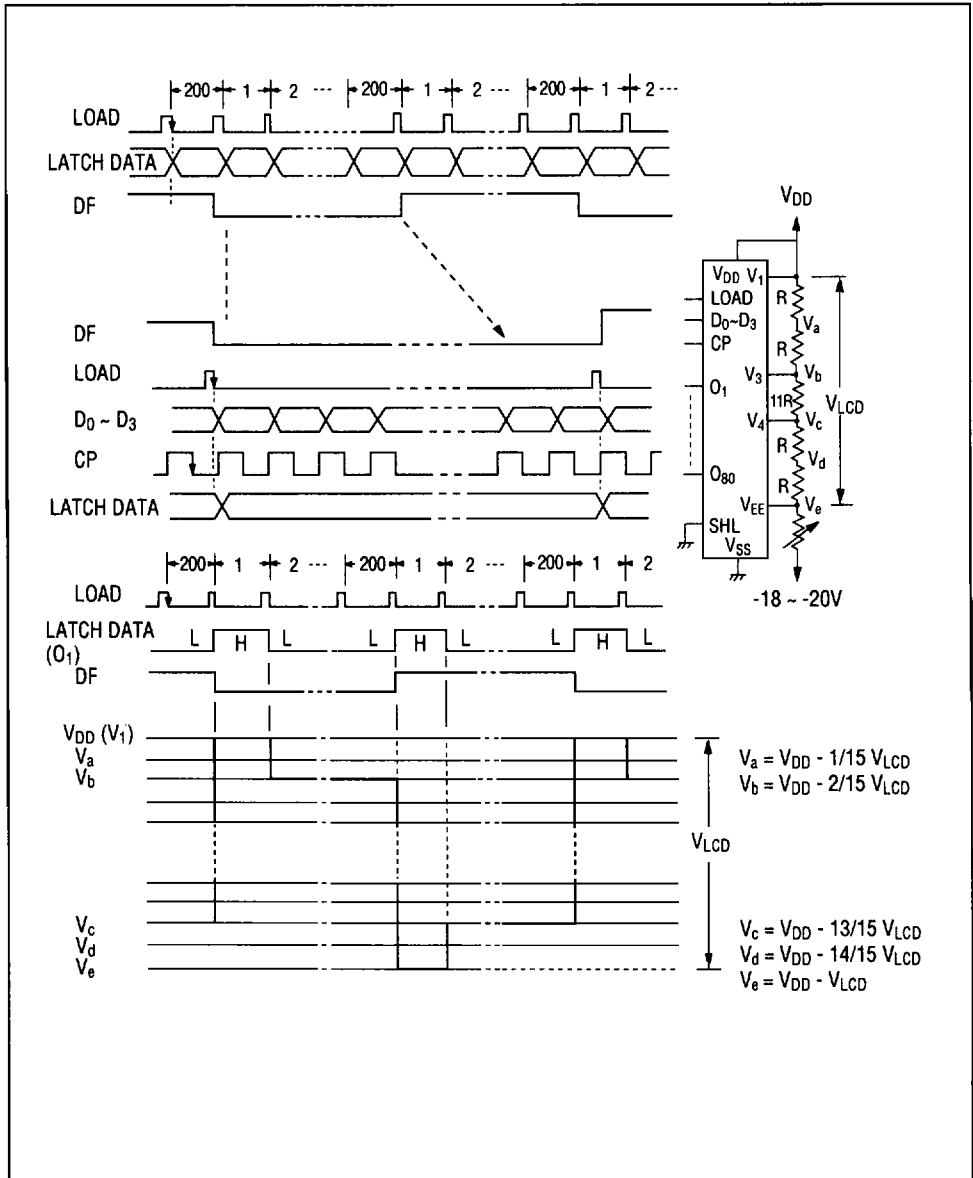 200 1 2 ... 200 1 2 ... 200 1 2 ...
LOAD
LATCH DATA
DF
DF
LOAD
D0 ~ D3
CP
LATCH DATA
VDD
VDD V1
LOAD
D0~D3
CP
O1
V3
V4
O80
VEE
SHL
VSS
R
Va
R
Vb
11R
Vc
R
Vd
R
Ve
VLCD
-18 ~ -20V
200 1 2 ... 200 1 2 ... 200 1 2
LOAD
LATCH DATA
(O1)
L H L L H L L H L
DF
VDD (V1)
Va
Vb
Vc
Vd
Ve
VLCD
Va = VDD - 1/15 VLCD
Vb = VDD - 2/15 VLCD
Vc = VDD - 13/15 VLCD
Vd = VDD - 14/15 VLCD
Ve = VDD - VLCD